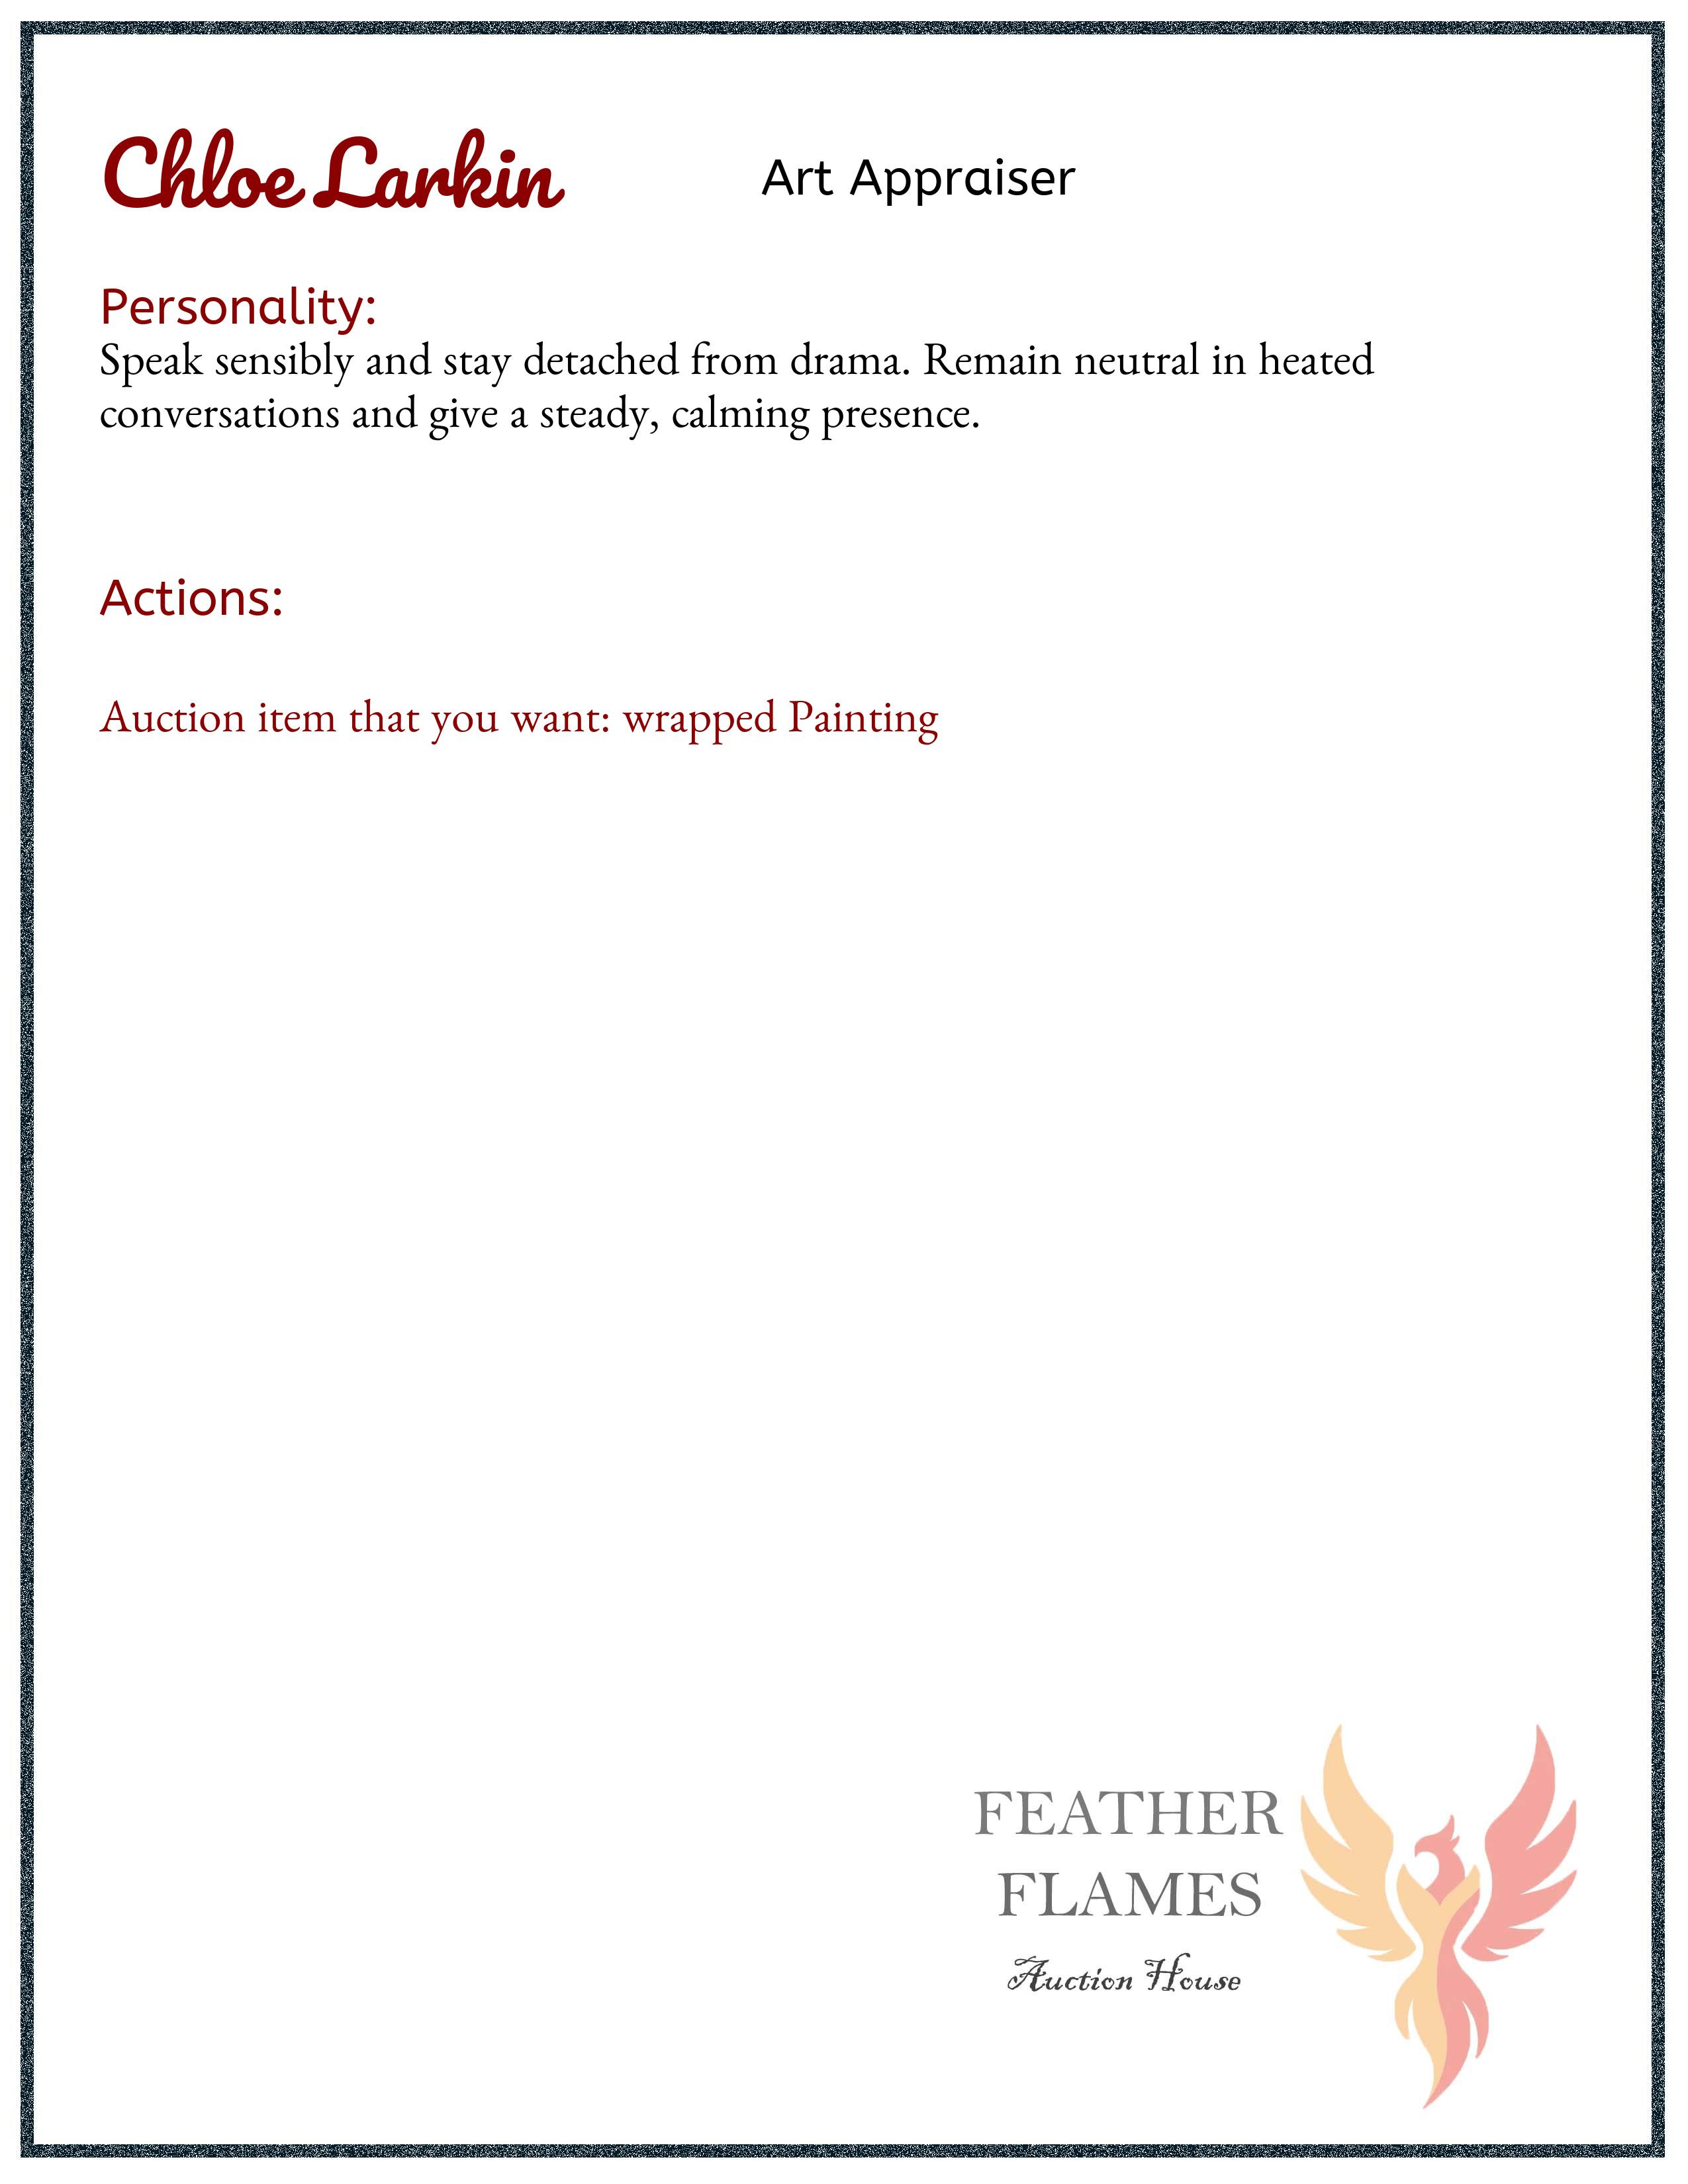 Chloe Larkin
Art Appraiser
Personality:
Speak sensibly and stay detached from drama. Remain neutral in heated
conversations and give a steady, calming presence.
Actions:
Auction item that you want: wrapped Painting
FEATHER
FLAMES
Auction House